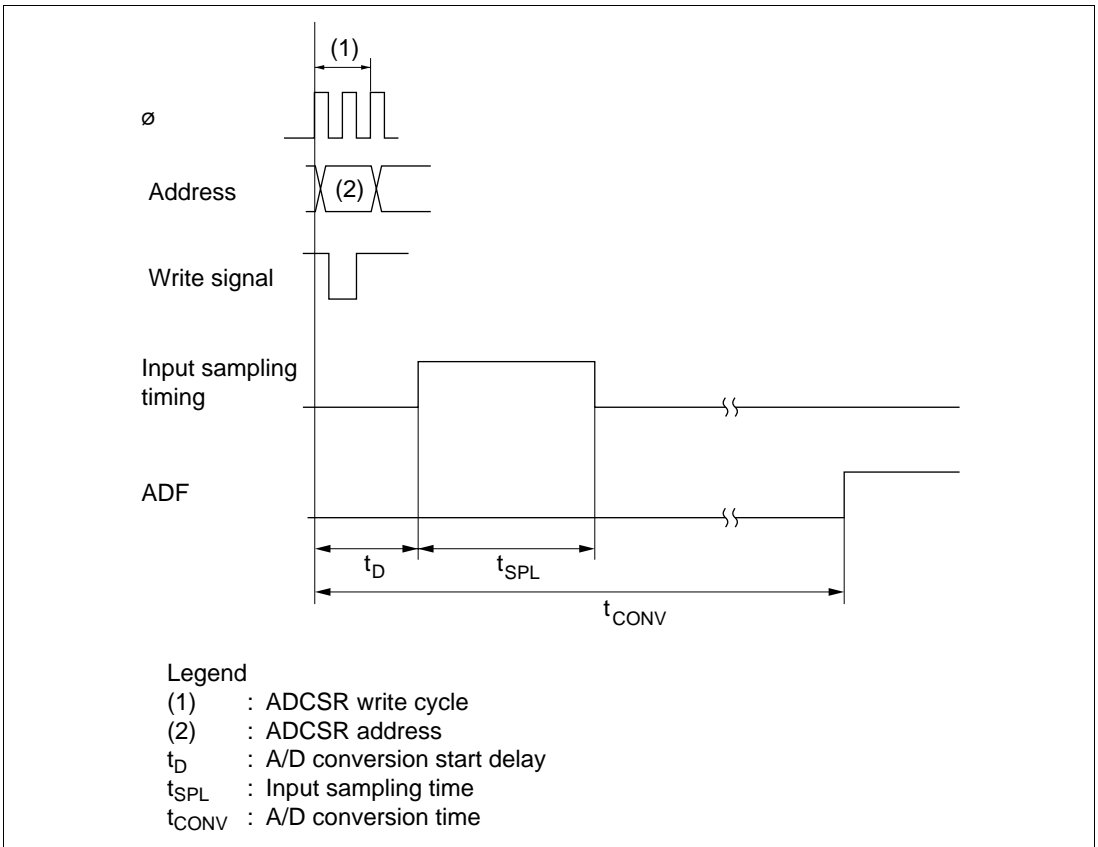 (1)
ø
Address
(2)
Write signal
Input sampling
timing
ADF
tD
tSPL
tCONV
Legend
(1) : ADCSR write cycle
(2) : ADCSR address
tD : A/D conversion start delay
tSPL : Input sampling time
tCONV : A/D conversion time